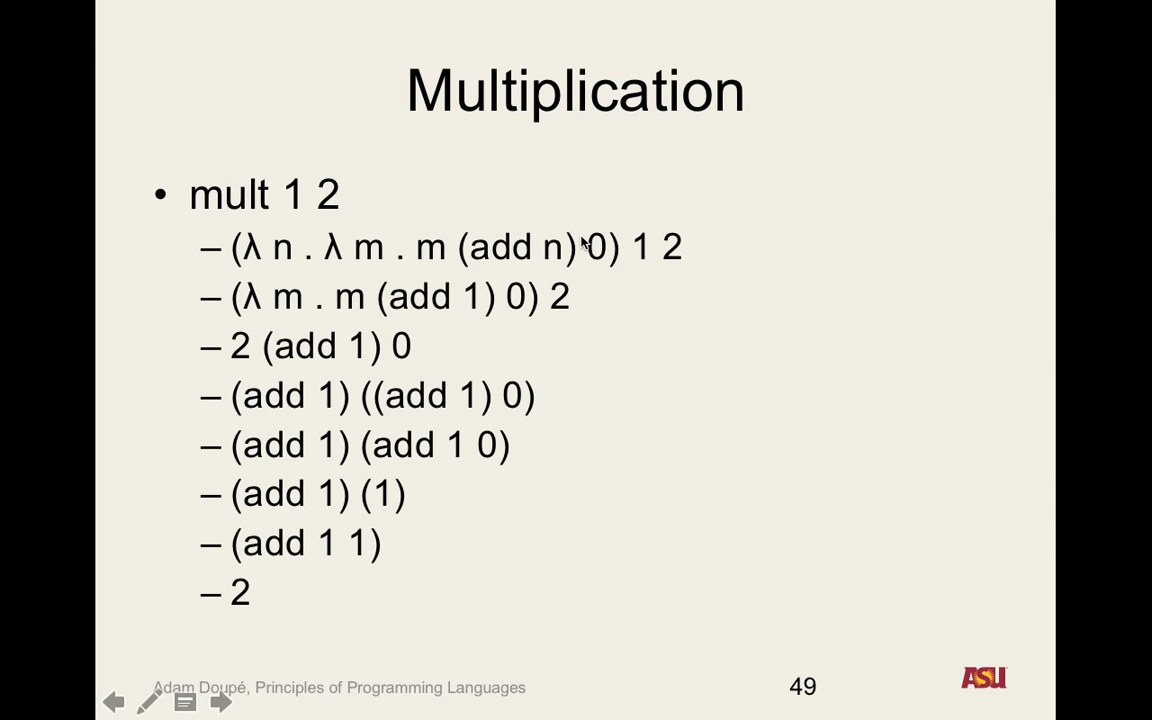 Multiplication
• mult 1 2
– (λ n . λ m . m (add n) 0) 1 2
– (λ m . m (add 1) 0) 2
– 2 (add 1) 0
– (add 1) ((add 1) 0)
– (add 1) (add 1 0)
– (add 1) (1)
– (add 1 1)
– 2
Adam Doupé, Principles of Programming Languages
49
ASU